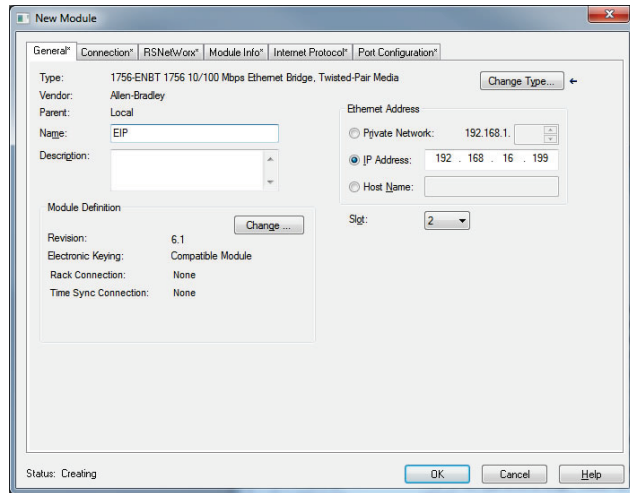 New Module
General* Connection* RSNetWorx* Module Info* Internet Protocol* Port Configuration*
Type: 1756-ENBT 1756 10/100 Mbps Ethernet Bridge, Twisted-Pair Media Change Type...
Vendor: Allen-Bradley
Parent: Local
Name: EIP
Description:
Ethernet Address
Private Network: 192.168.1.
IP Address: 192 . 168 . 16 . 199
Host Name:
Slot: 2
Module Definition
Change ...
Revision: 6.1
Electronic Keying: Compatible Module
Rack Connection: None
Time Sync Connection: None
Status: Creating OK Cancel Help